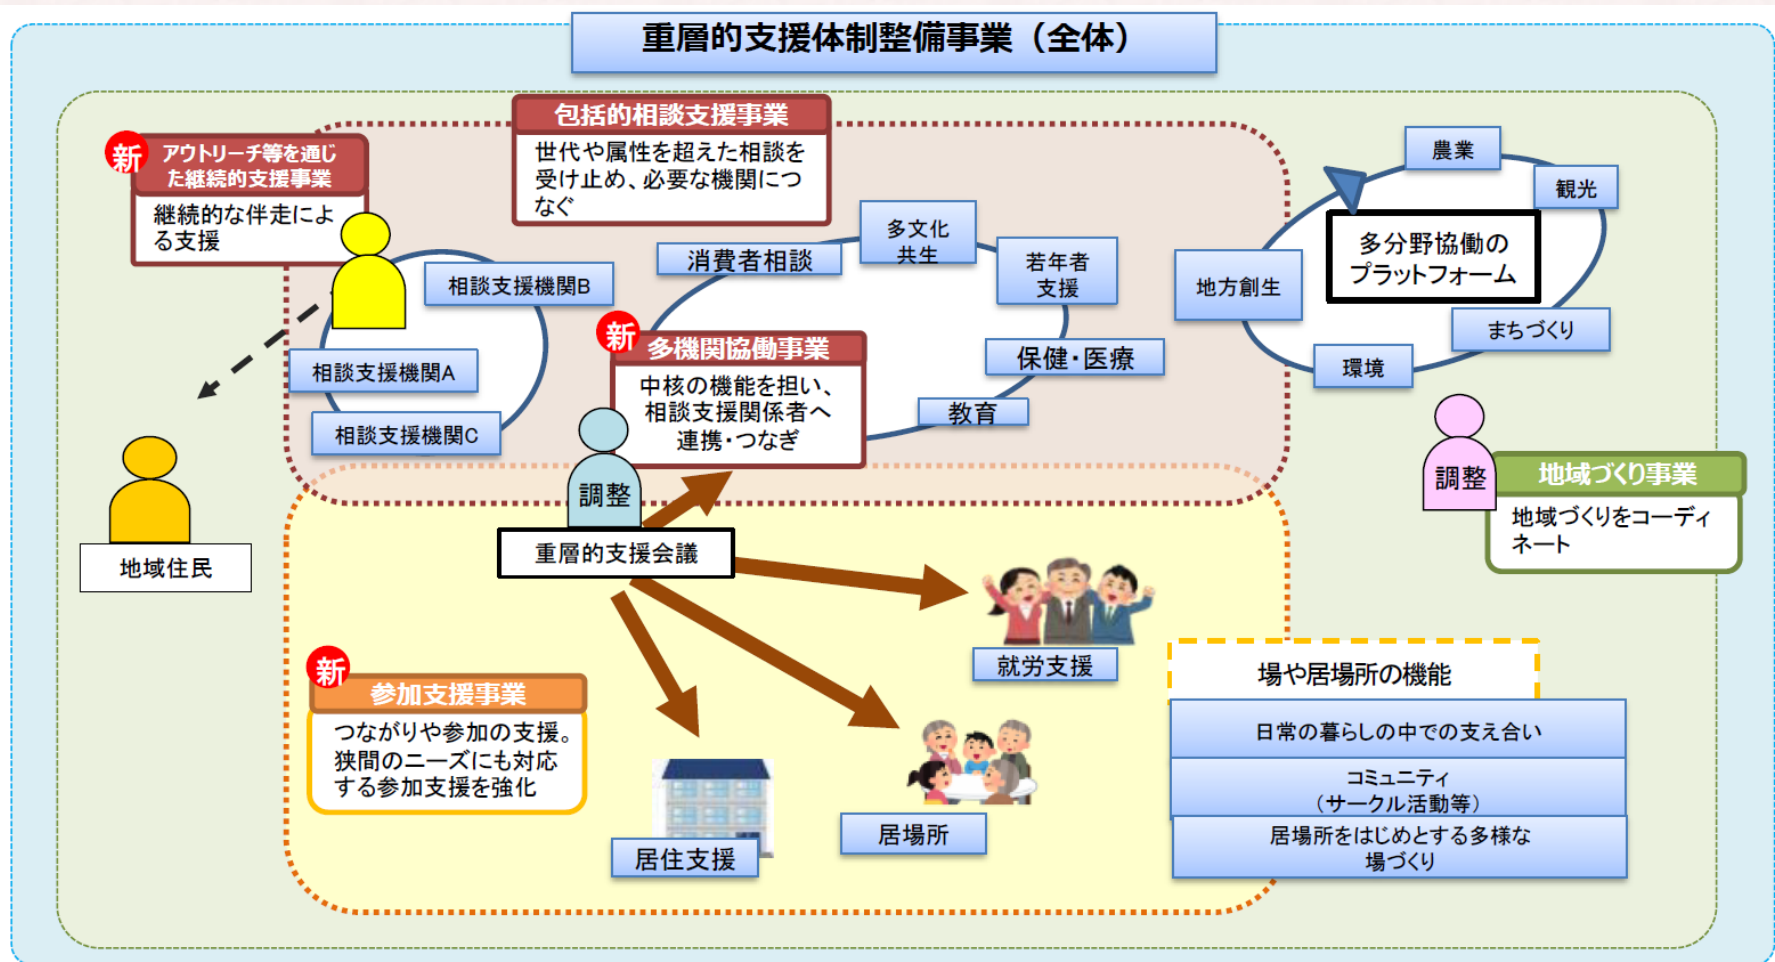 重層的支援体制整備事業（全体）
包括的相談支援事業
世代や属性を超えた相談を
受け止め、必要な機関につ
なぐ
新
アウトリーチ等を通じ
た継続的支援事業
継続的な伴走によ
る支援
相談支援機関B
相談支援機関A
相談支援機関C
消費者相談
多文化
共生
若年者
支援
保健・医療
教育
新
多機関協働事業
中核の機能を担い、
相談支援関係者へ
連携・つなぎ
農業
観光
地方創生
多分野協働の
プラットフォーム
まちづくり
環境
調整
地域づくり事業
地域づくりをコーディ
ネート
地域住民
調整
重層的支援会議
新
参加支援事業
つながりや参加の支援。
狭間のニーズにも対応
する参加支援を強化
就労支援
居場所
居住支援
場や居場所の機能
日常の暮らしの中での支え合い
コミュニティ
（サークル活動等）
居場所をはじめとする多様な
場づくり